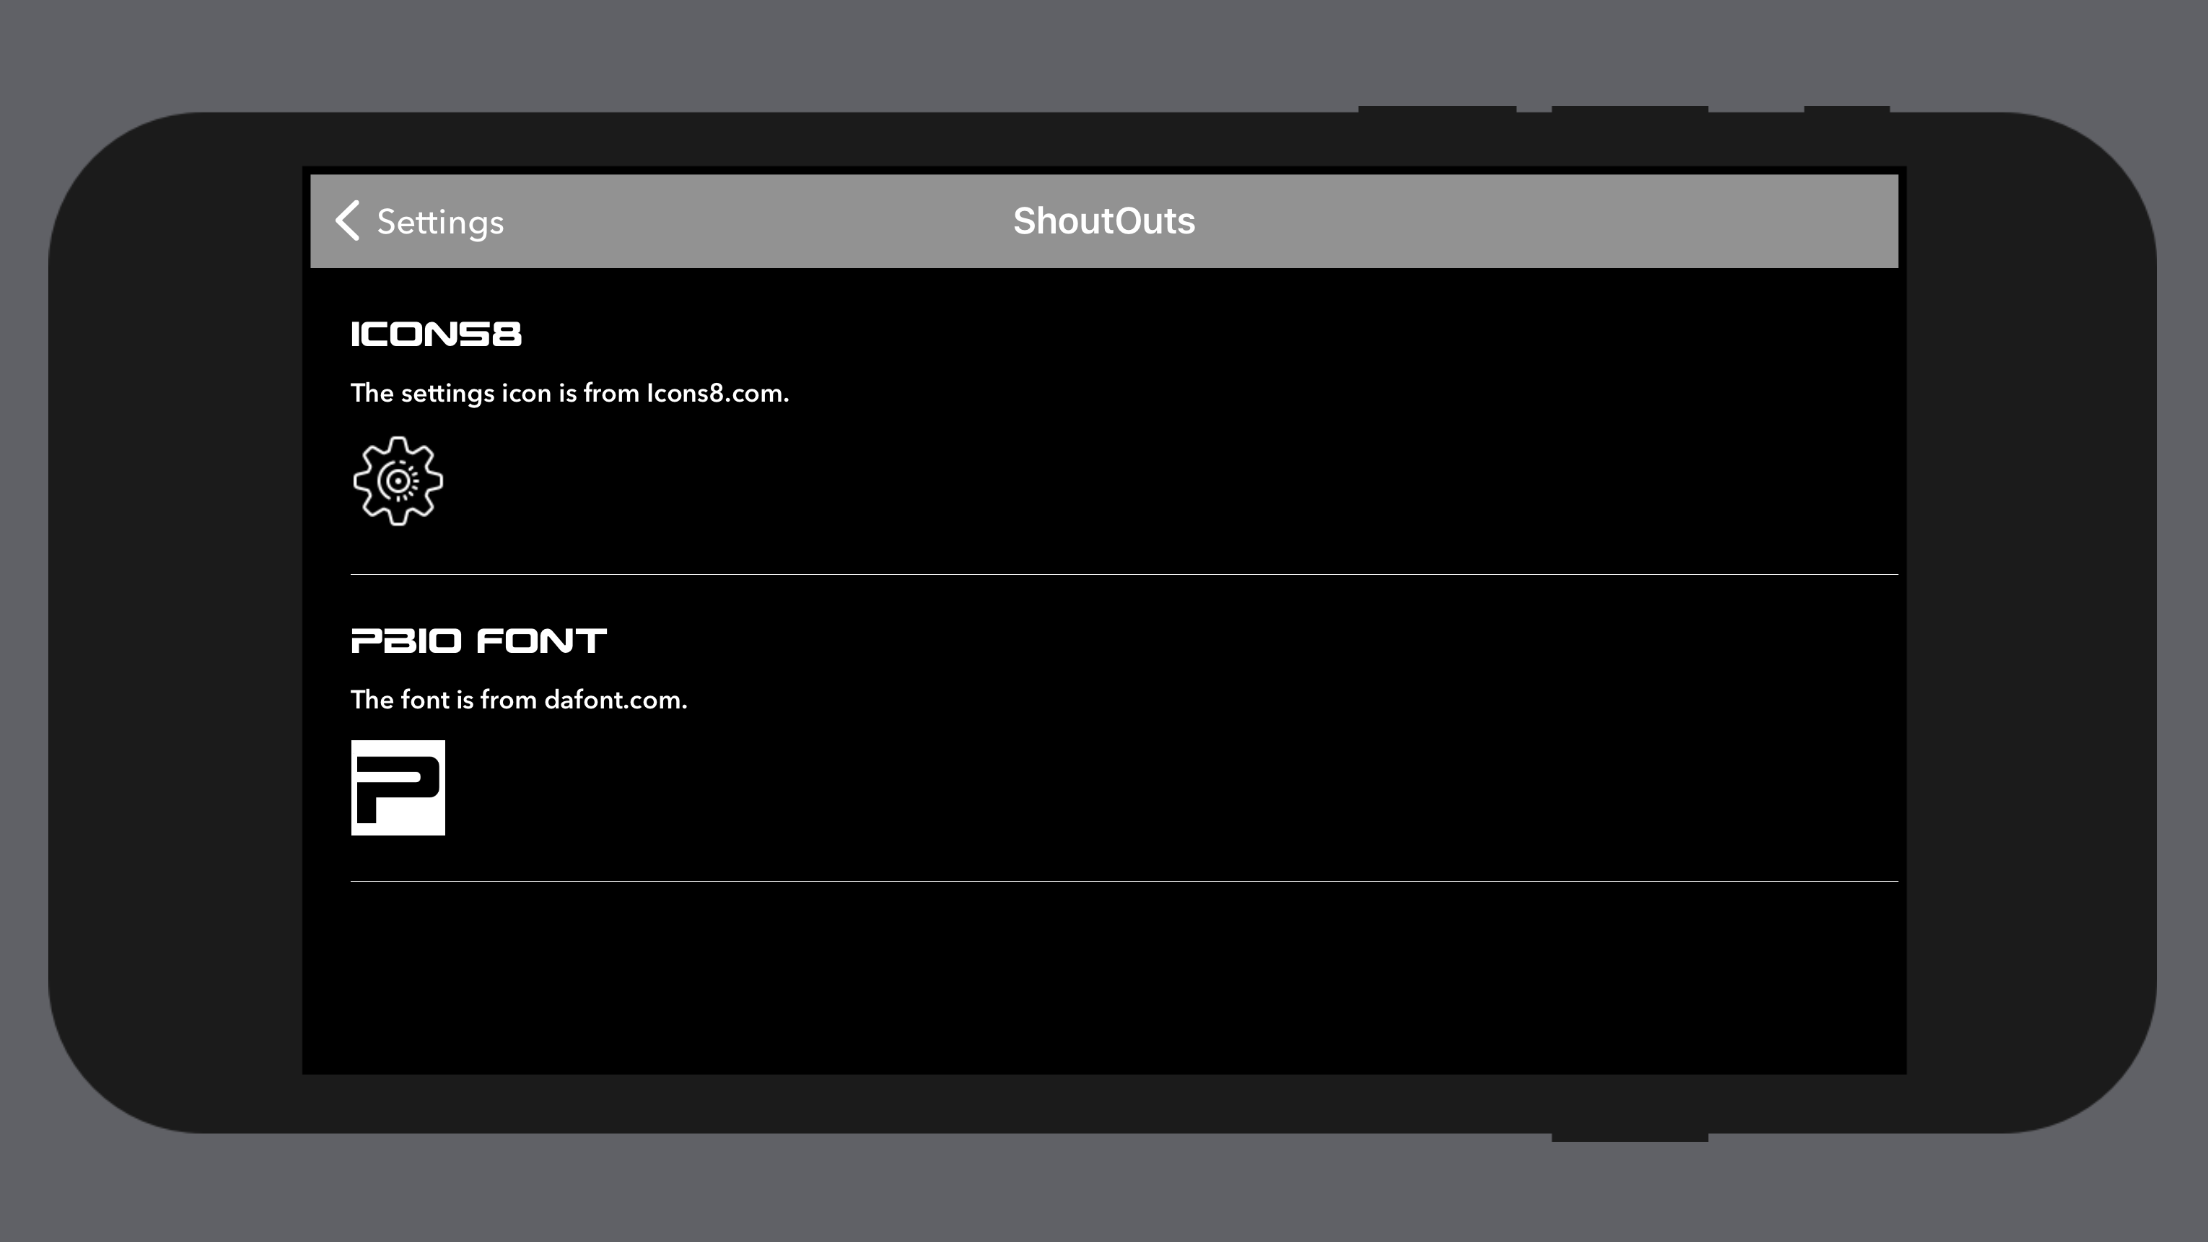 Settings
ShoutOuts
ICONS8
The settings icon is from Icons8.com.
PBIO FONT
The font is from dafont.com.
P